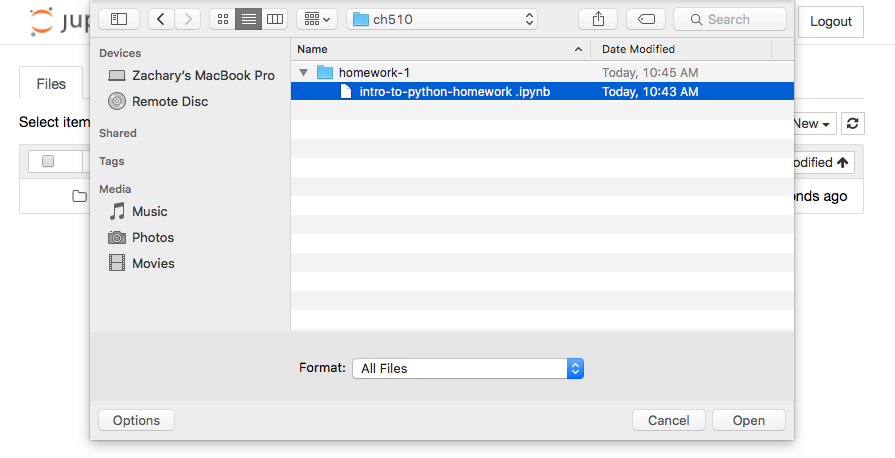 jup
ch510
Search
Logout
Devices
Name
Date Modified
Zachary's MacBook Pro
homework-1
Today, 10:45 AM
Files
intro-to-python-homework .ipynb
Today, 10:43 AM
Remote Disc
Select item
New
Shared
Tags
odified
Media
onds ago
Music
Photos
Movies
Format:
All Files
Options
Cancel
Open